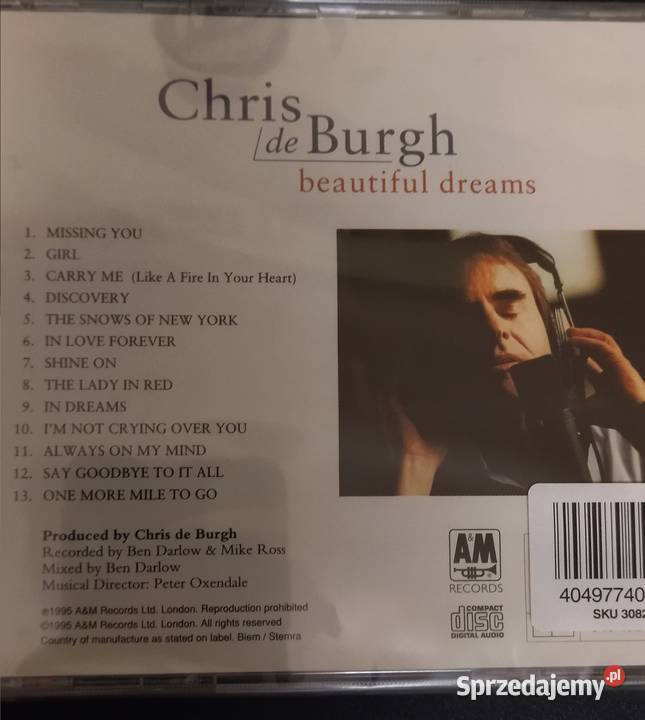 Chris
de Burgh
beautiful dreams
1. MISSING YOU
2. GIRL
3. CARRY ME (Like A Fire In Your Heart)
4. DISCOVERY
5. THE SNOWS OF NEW YORK
6. IN LOVE FOREVER
7. SHINE ON
8. THE LADY IN RED
9. IN DREAMS
10. I'M NOT CRYING OVER YOU
11. ALWAYS ON MY MIND
12. SAY GOODBYE TO IT ALL
13. ONE MORE MILE TO GO
Produced by Chris de Burgh
Recorded by Ben Darlow & Mike Ross
Mixed by Ben Darlow
Musical Director: Peter Oxendale
℗1995 A&M Records Ltd. London. Reproduction prohibited
©1995 A&M Records Ltd. London. All rights reserved
Country of manufacture as stated on label. Biem / Stemra
A&M
RECORDS
COMPACT
disc
DIGITAL AUDIO
40497740
SKU 3082
Sprzedajemy.pl